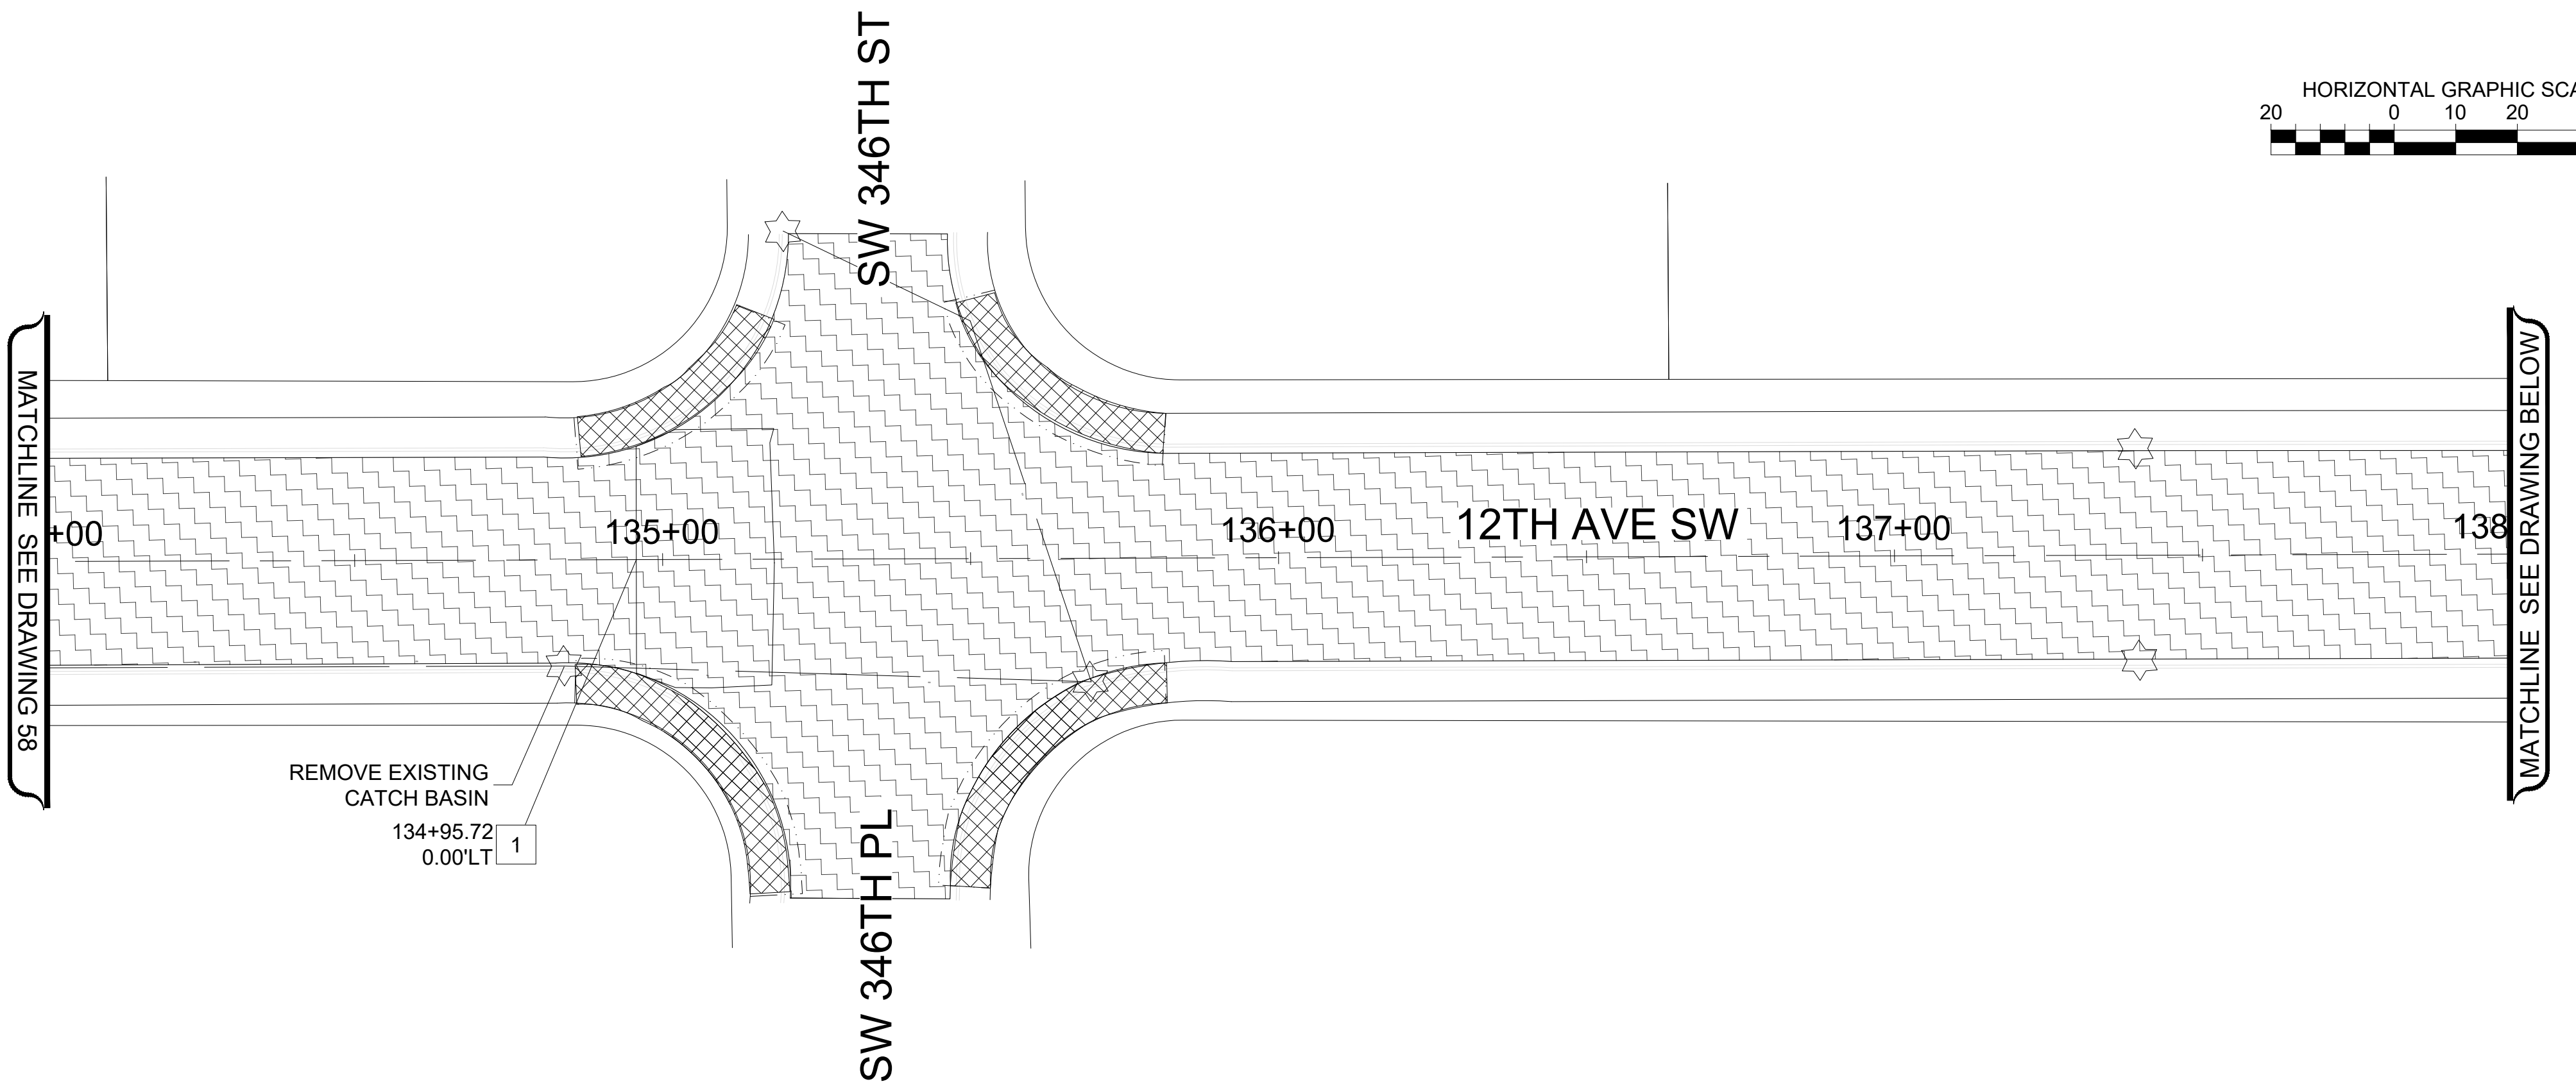 SW 346TH ST
HORIZONTAL GRAPHIC
20 0 10 20
MATCHLINE SEE DRAWING 58
+00
135+00
136+00
12TH AVE SW
137+00
138
MATCHLINE SEE DRAWING BELOW
REMOVE EXISTING
CATCH BASIN
134+95.72
0.00'LT
1
SW 346TH PL